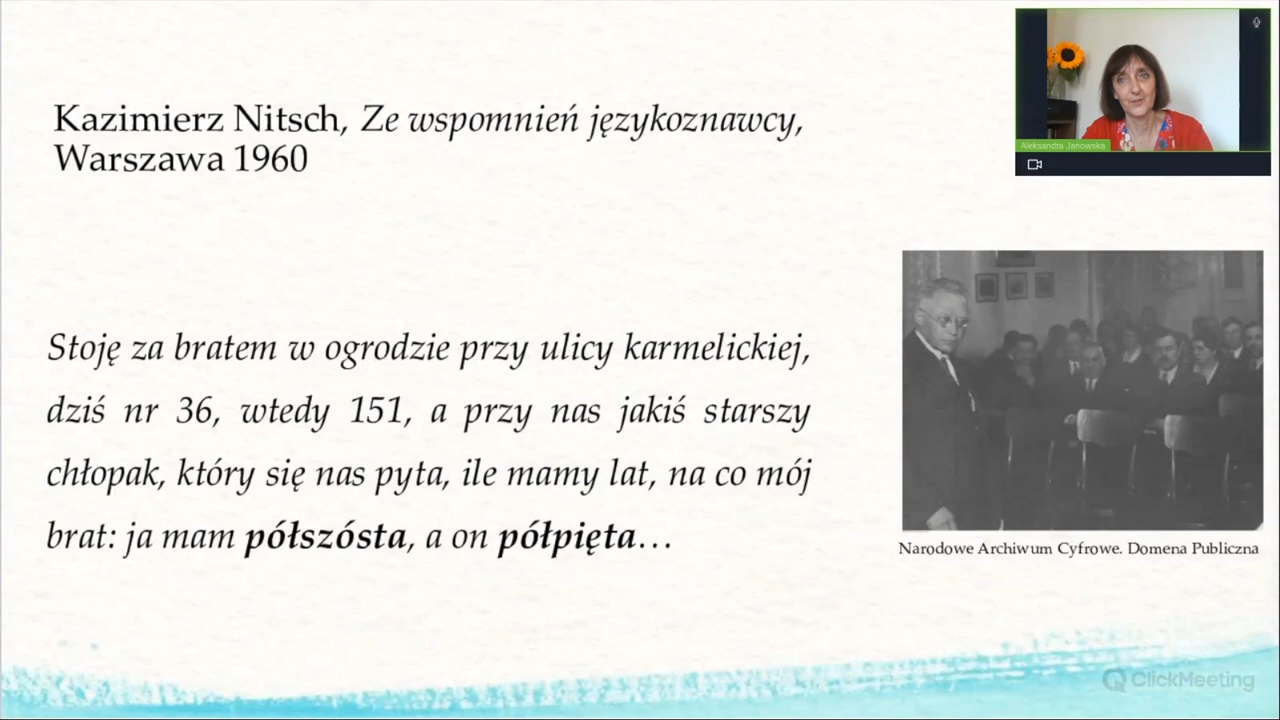 Kazimierz Nitsch, Ze wspomnień językoznawcy,
Warszawa 1960
Aleksandra Janowska
Stoję za bratem w ogrodzie przy ulicy karmelickiej,
dziś nr 36, wtedy 151, a przy nas jakiś starszy
chłopak, który się nas pyta, ile mamy lat, na co mój
brat: ja mam półszósta, a on półpięta…
Narodowe Archiwum Cyfrowe. Domena Publiczna
ClickMeeting